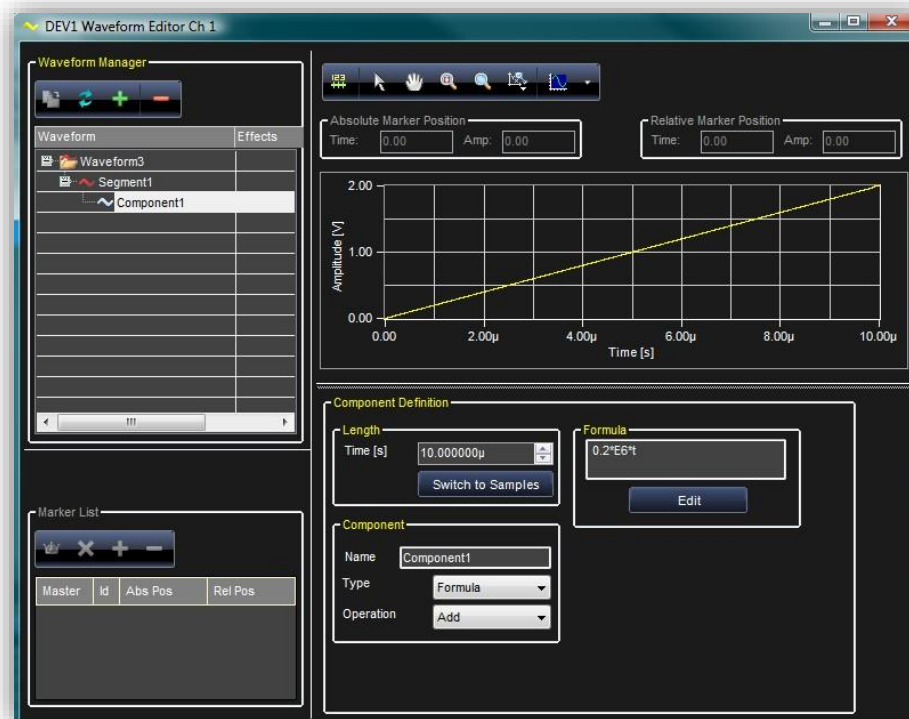 DEV1 Waveform Editor Ch 1
Waveform Manager
Waveform Effects
Waveform3
Segment1
Component1
Marker List
Master Id Abs Pos Rel Pos
123
Absolute Marker Position
Time: 0.00 Amp: 0.00
Relative Marker Position
Time: 0.00 Amp: 0.00
Amplitude [V]
2.00
1.00
0.00
0.00 2.00µ 4.00µ 6.00µ 8.00µ 10.00µ
Time [s]
Component Definition
Length
Time [s] 10.000000µ
Switch to Samples
Formula
0.2*E6*t
Edit
Component
Name Component1
Type Formula
Operation Add